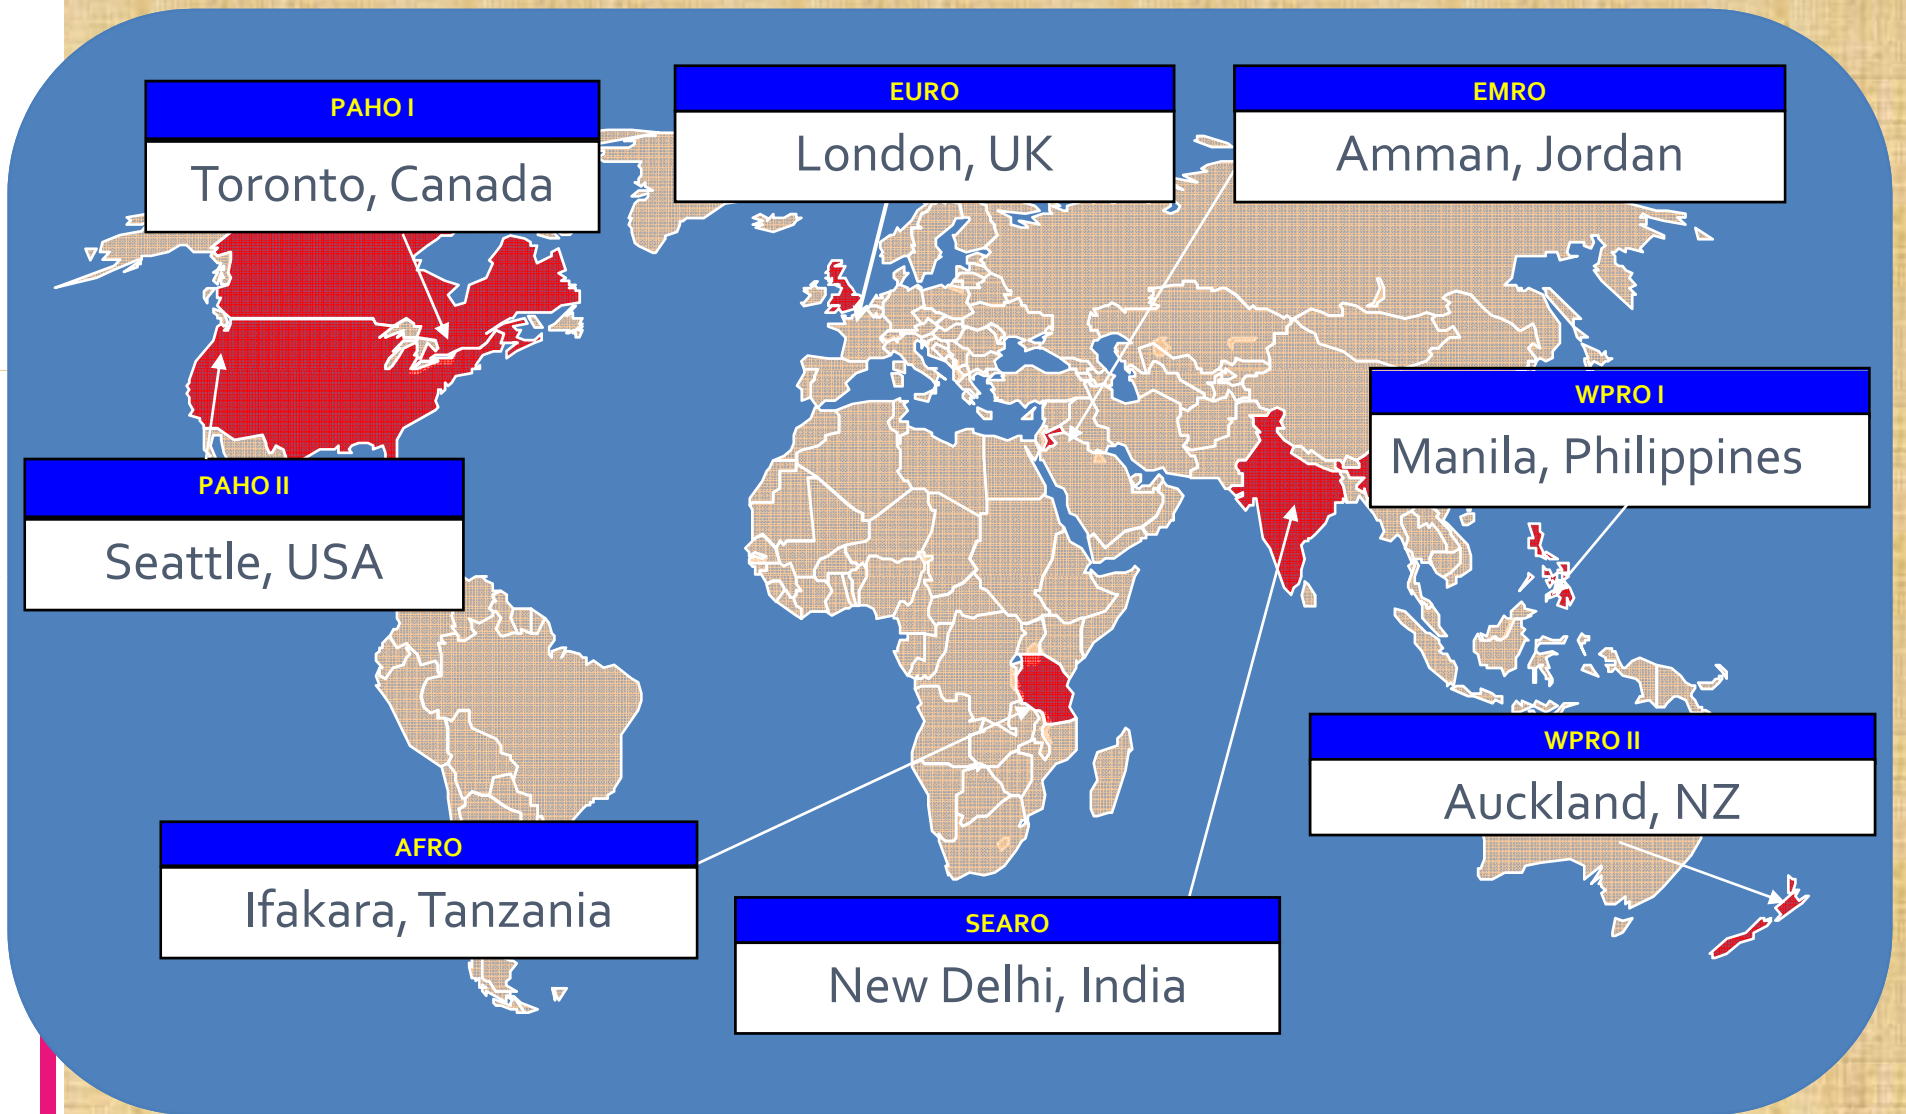 PAHO I
Toronto, Canada
EURO
London, UK
EMRO
Amman, Jordan
WPRO I
Manila, Philippines
PAHO II
Seattle, USA
WPRO II
Auckland, NZ
AFRO
Ifakara, Tanzania
SEARO
New Delhi, India